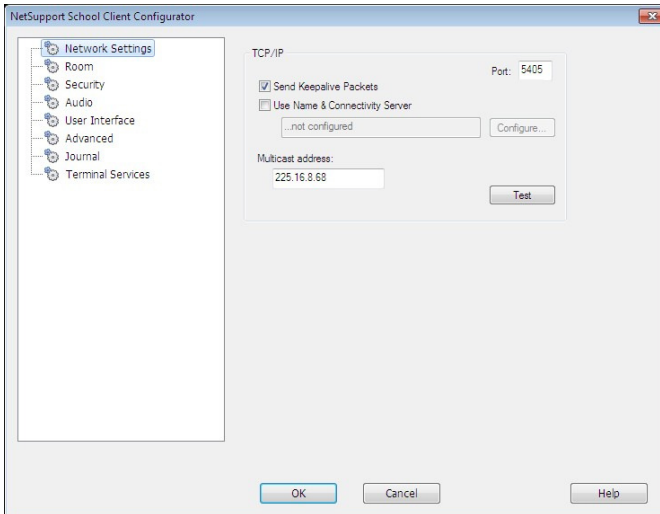 NetSupport School Client Configurator
Network Settings
Room
Security
Audio
User Interface
Advanced
Journal
Terminal Services
TCP/IP
Port: 5405
Send Keepalive Packets
Use Name & Connectivity Server
...not configured
Configure...
Multicast address:
225.16.8.68
Test
OK
Cancel
Help